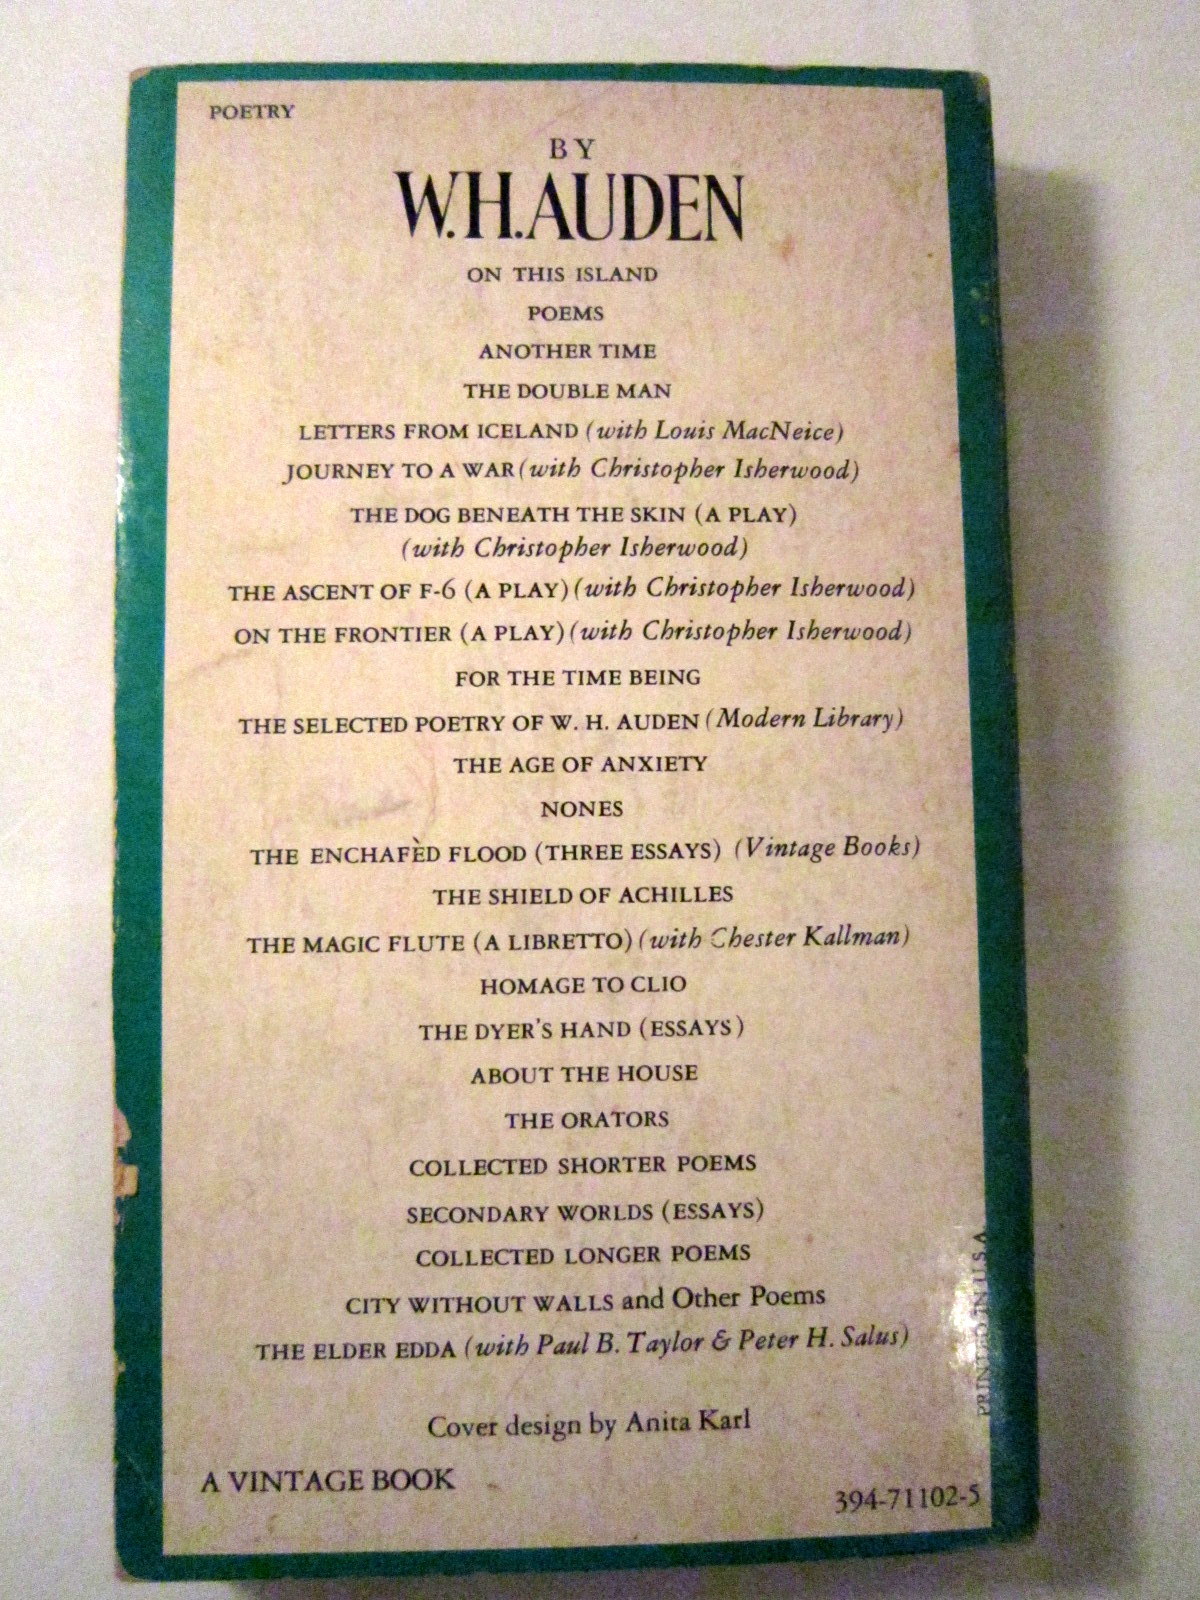 POETRY
BY
W.H.AUDEN
ON THIS ISLAND
POEMS
ANOTHER TIME
THE DOUBLE MAN
LETTERS FROM ICELAND (with Louis MacNeice)
JOURNEY TO A WAR (with Christopher Isherwood)
THE DOG BENEATH THE SKIN (A PLAY)
(with Christopher Isherwood)
THE ASCENT OF F-6 (A PLAY) (with Christopher Isherwood)
ON THE FRONTIER (A PLAY) (with Christopher Isherwood)
FOR THE TIME BEING
THE SELECTED POETRY OF W. H. AUDEN (Modern Library)
THE AGE OF ANXIETY
NONES
THE ENCHAFÈD FLOOD (THREE ESSAYS) (Vintage Books)
THE SHIELD OF ACHILLES
THE MAGIC FLUTE (A LIBRETTO) (with Chester Kallman)
HOMAGE TO CLIO
THE DYER'S HAND (ESSAYS)
ABOUT THE HOUSE
THE ORATORS
COLLECTED SHORTER POEMS
SECONDARY WORLDS (ESSAYS)
COLLECTED LONGER POEMS
CITY WITHOUT WALLS and Other Poems
THE ELDER EDDA (with Paul B. Taylor & Peter H. Salus)
Cover design by Anita Karl
A VINTAGE BOOK
394-71102-5
PRINTED IN U.S.A.